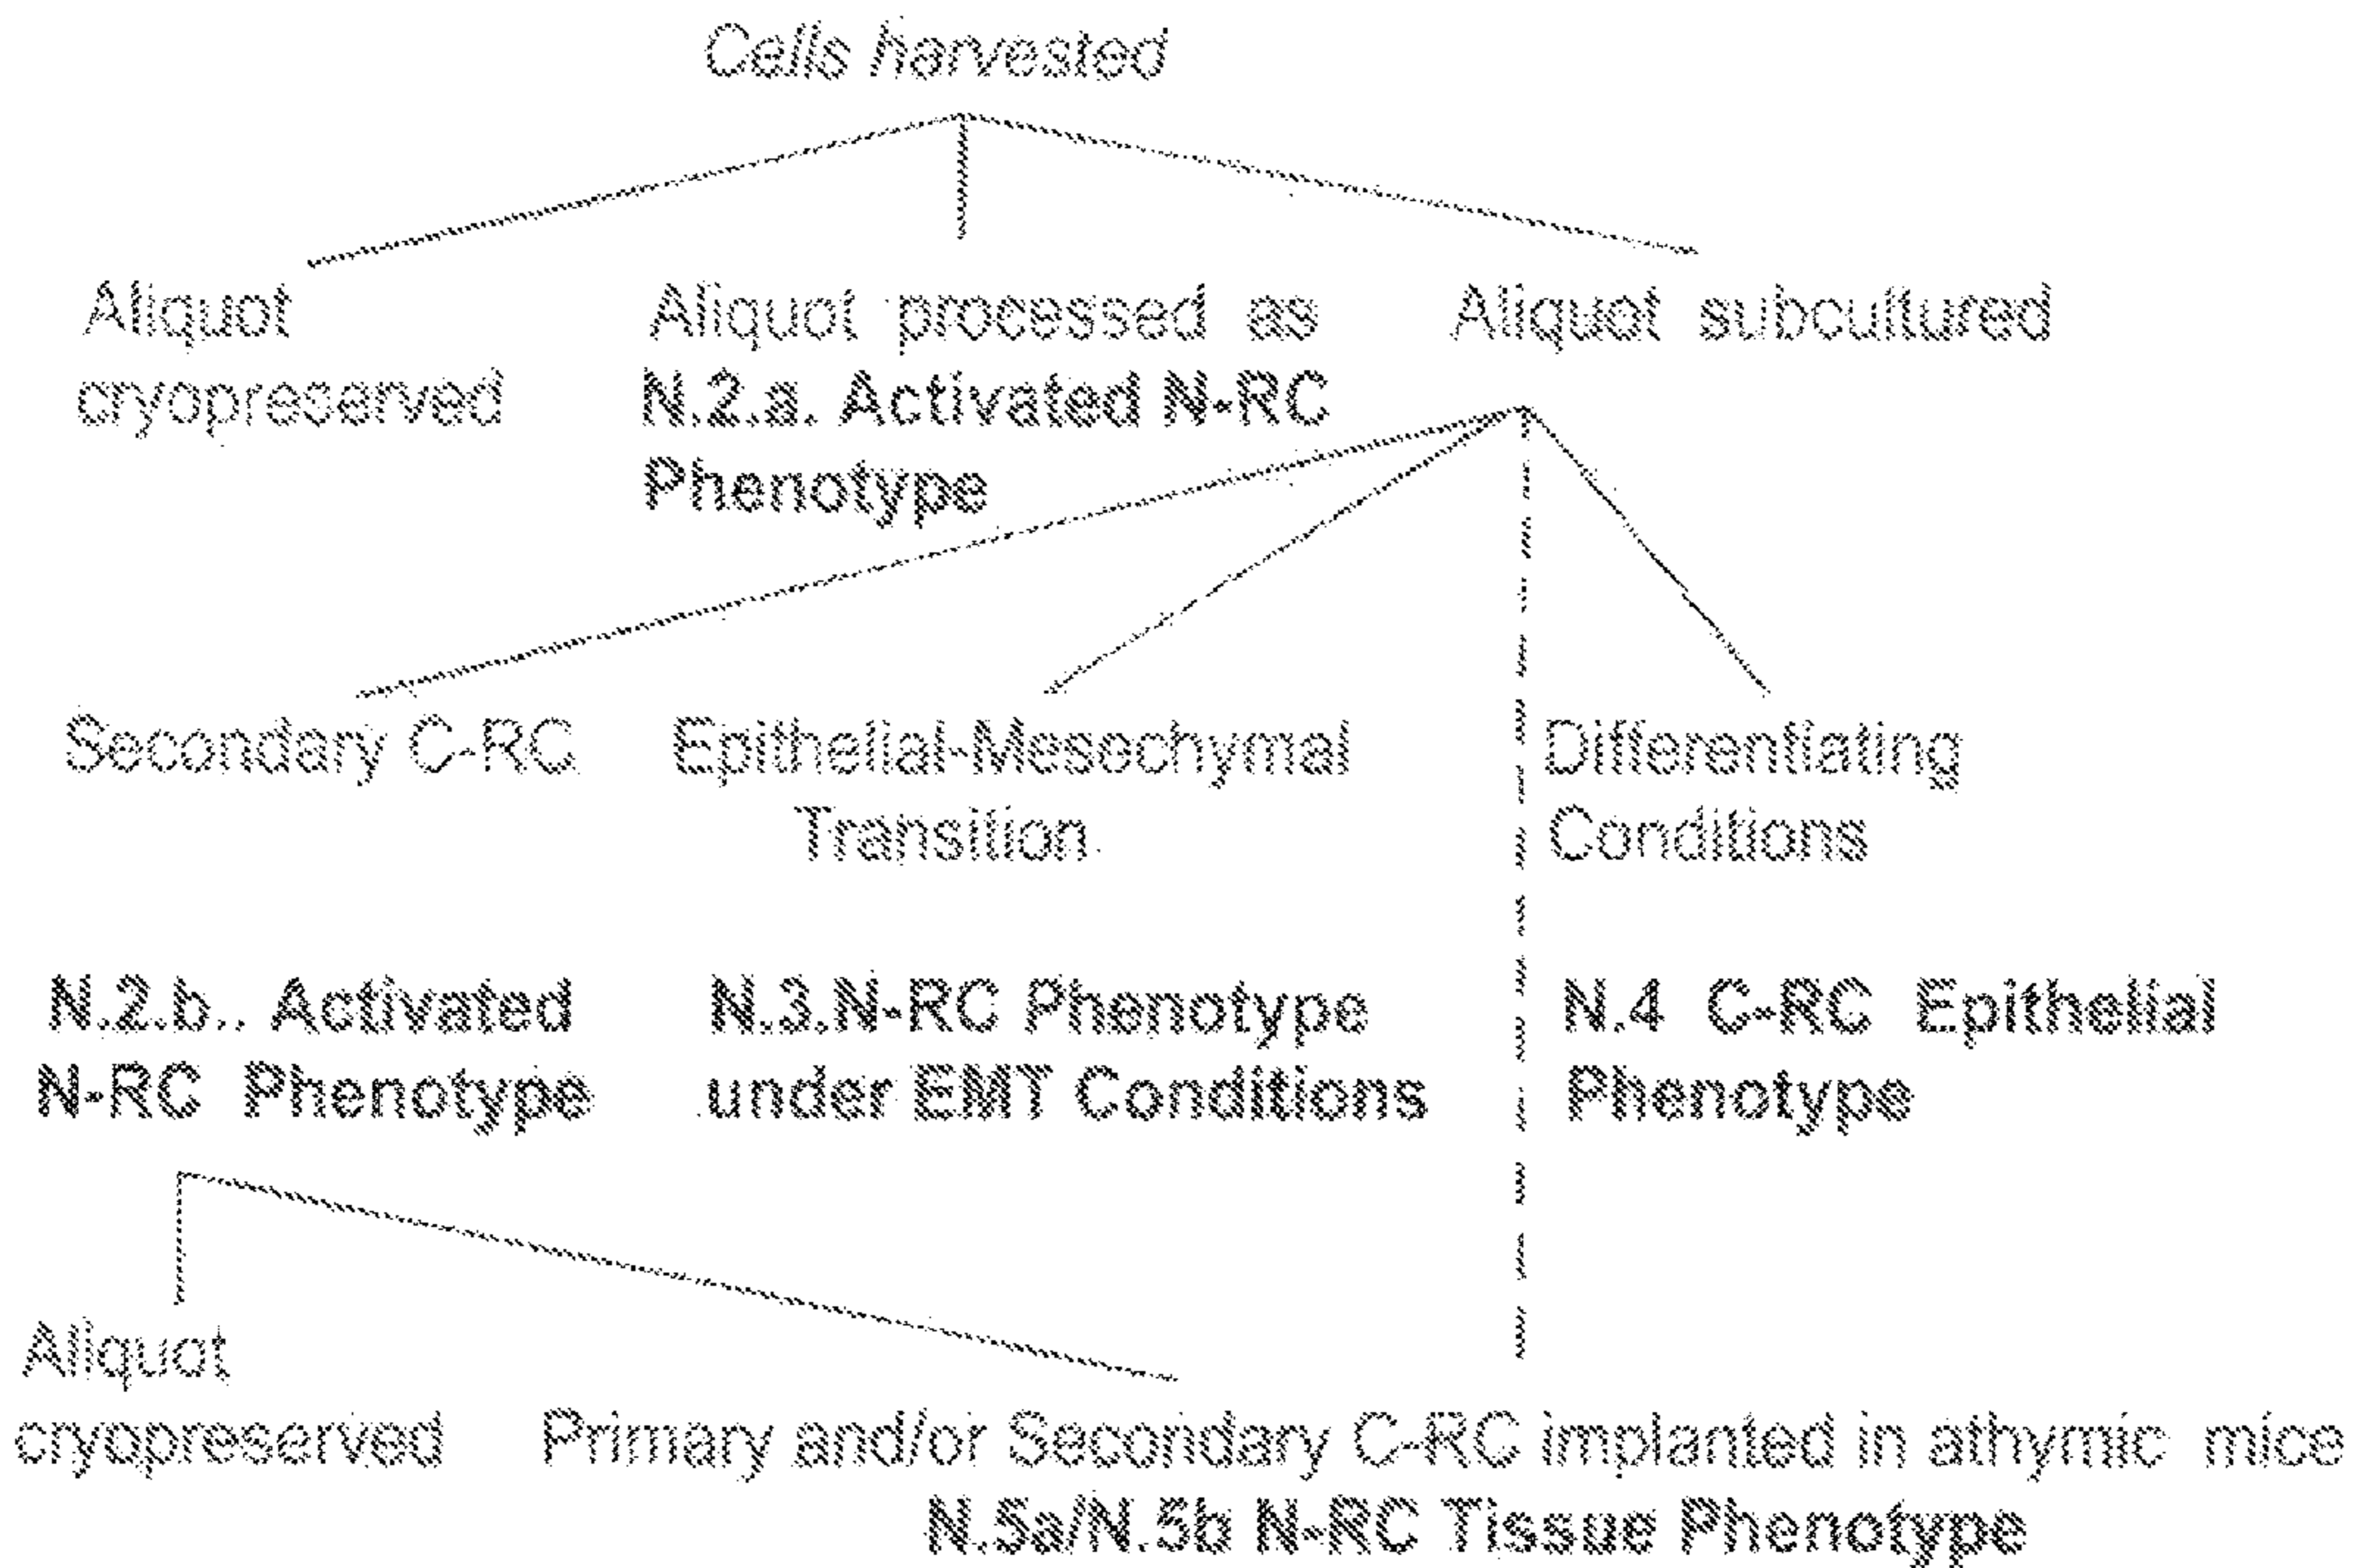 Cells harvested
Aliquot
cryopreserved
Aliquot processed as
N.2.a. Activated N-RC
Phenotype
Aliquot subcultured
Secondary C-RC
Epithelial-Mesechymal
Transition
Differentiating
Conditions
N.2.b.. Activated
N-RC Phenotype
N.3.N-RC Phenotype
under EMT Conditions
N.4 C-RC Epithelial
Phenotype
Aliquot
cryopreserved
Primary and/or Secondary C-RC implanted in athymic mice
N.5a/N.5b N-RC Tissue Phenotype